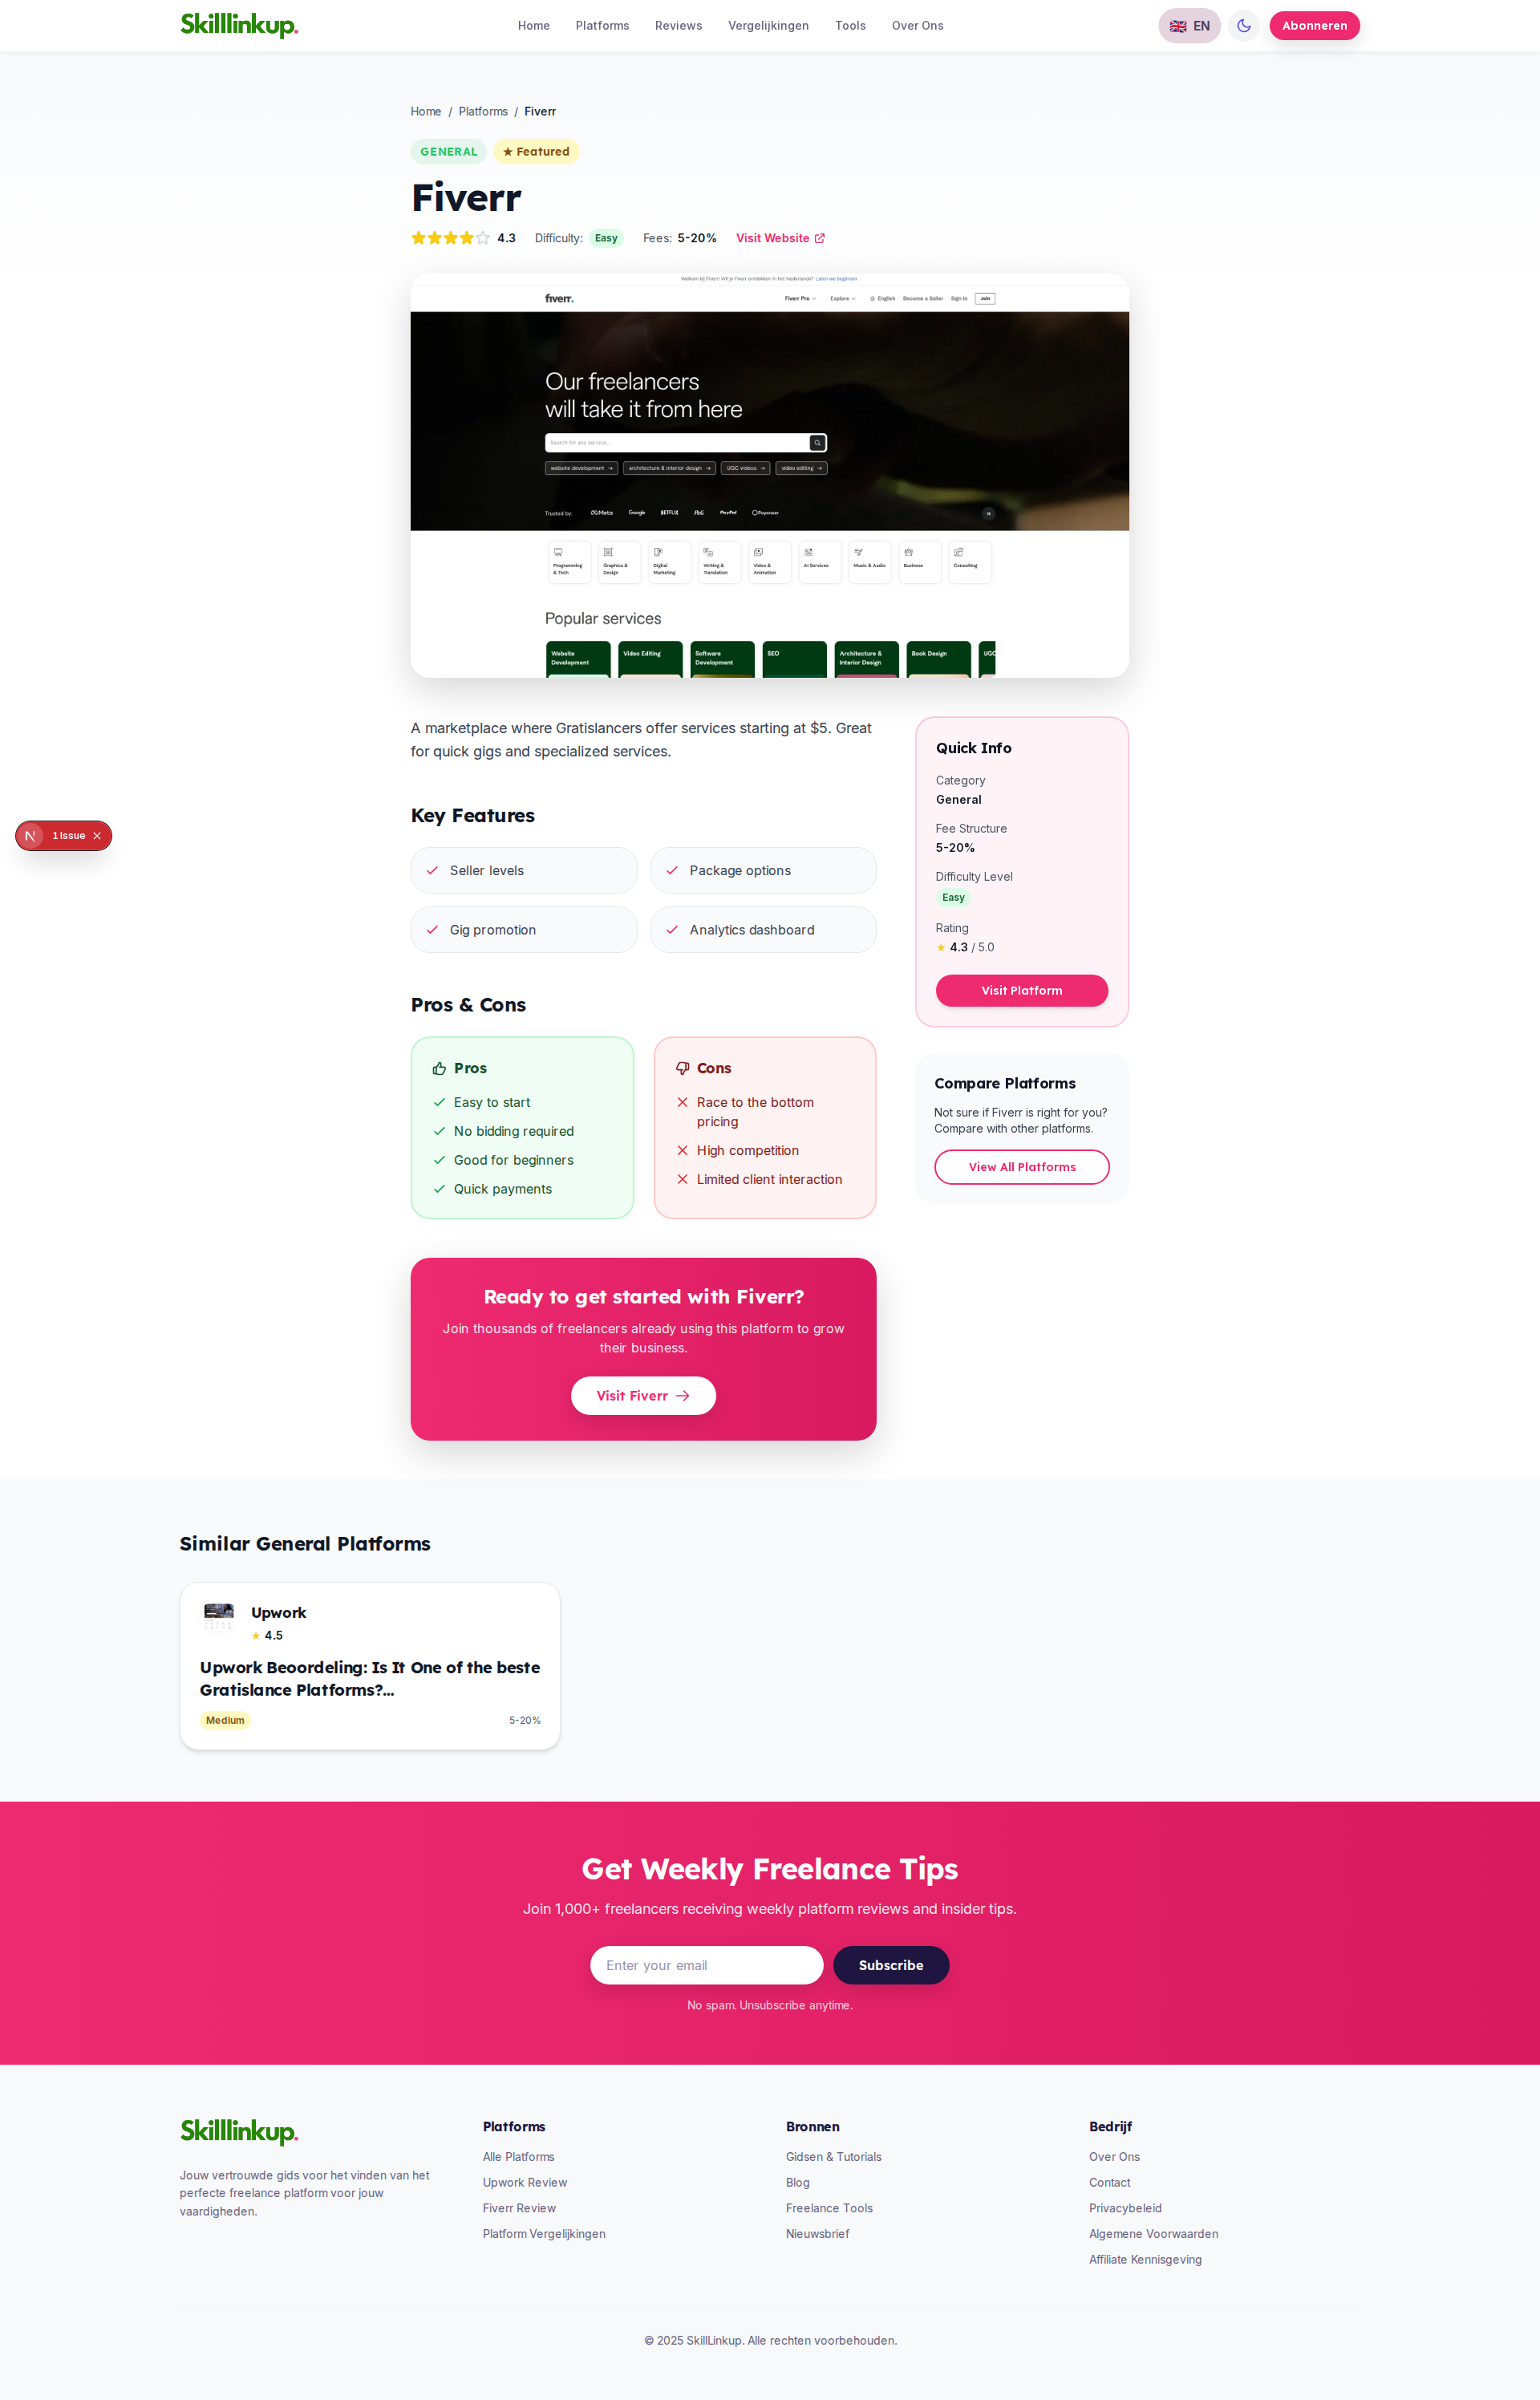 Skilllinkup.
Home Platforms Reviews Vergelijkingen Tools Over Ons
EN
Abonneren
Home / Platforms / Fiverr
GENERAL ★ Featured
Fiverr
4.3 Difficulty: Easy Fees: 5-20% Visit Website
Welkom bij Fiverr! Wil je Fiverr ontdekken in het Nederlands? Laten we beginnen
fiverr.
Fiverr Pro Explore English Become a Seller Sign in Join
Our freelancers
will take it from here
Search for any service...
website development → architecture & interior design → UGC videos → video editing →
Trusted by: Meta Google NETFLIX P&G PayPal Payoneer
Programming
& Tech
Graphics &
Design
Digital
Marketing
Writing &
Translation
Video &
Animation
AI Services
Music & Audio
Business
Consulting
Popular services
Website
Development
Video Editing
Software
Development
SEO
Architecture &
Interior Design
Book Design
UGC
A marketplace where Gratislancers offer services starting at $5. Great
for quick gigs and specialized services.
Key Features
Seller levels
Package options
Gig promotion
Analytics dashboard
Pros & Cons
Pros
Easy to start
No bidding required
Good for beginners
Quick payments
Cons
Race to the bottom
pricing
High competition
Limited client interaction
Ready to get started with Fiverr?
Join thousands of freelancers already using this platform to grow
their business.
Visit Fiverr
Quick Info
Category
General
Fee Structure
5-20%
Difficulty Level
Easy
Rating
★ 4.3 / 5.0
Visit Platform
Compare Platforms
Not sure if Fiverr is right for you?
Compare with other platforms.
View All Platforms
N 1 Issue
Similar General Platforms
Upwork
★ 4.5
Upwork Beoordeling: Is It One of the beste
Gratislance Platforms?...
Medium 5-20%
Get Weekly Freelance Tips
Join 1,000+ freelancers receiving weekly platform reviews and insider tips.
Enter your email
Subscribe
No spam. Unsubscribe anytime.
Skilllinkup.
Jouw vertrouwde gids voor het vinden van het
perfecte freelance platform voor jouw
vaardigheden.
Platforms
Alle Platforms
Upwork Review
Fiverr Review
Platform Vergelijkingen
Bronnen
Gidsen & Tutorials
Blog
Freelance Tools
Nieuwsbrief
Bedrijf
Over Ons
Contact
Privacybeleid
Algemene Voorwaarden
Affiliate Kennisgeving
© 2025 SkillLinkup. Alle rechten voorbehouden.